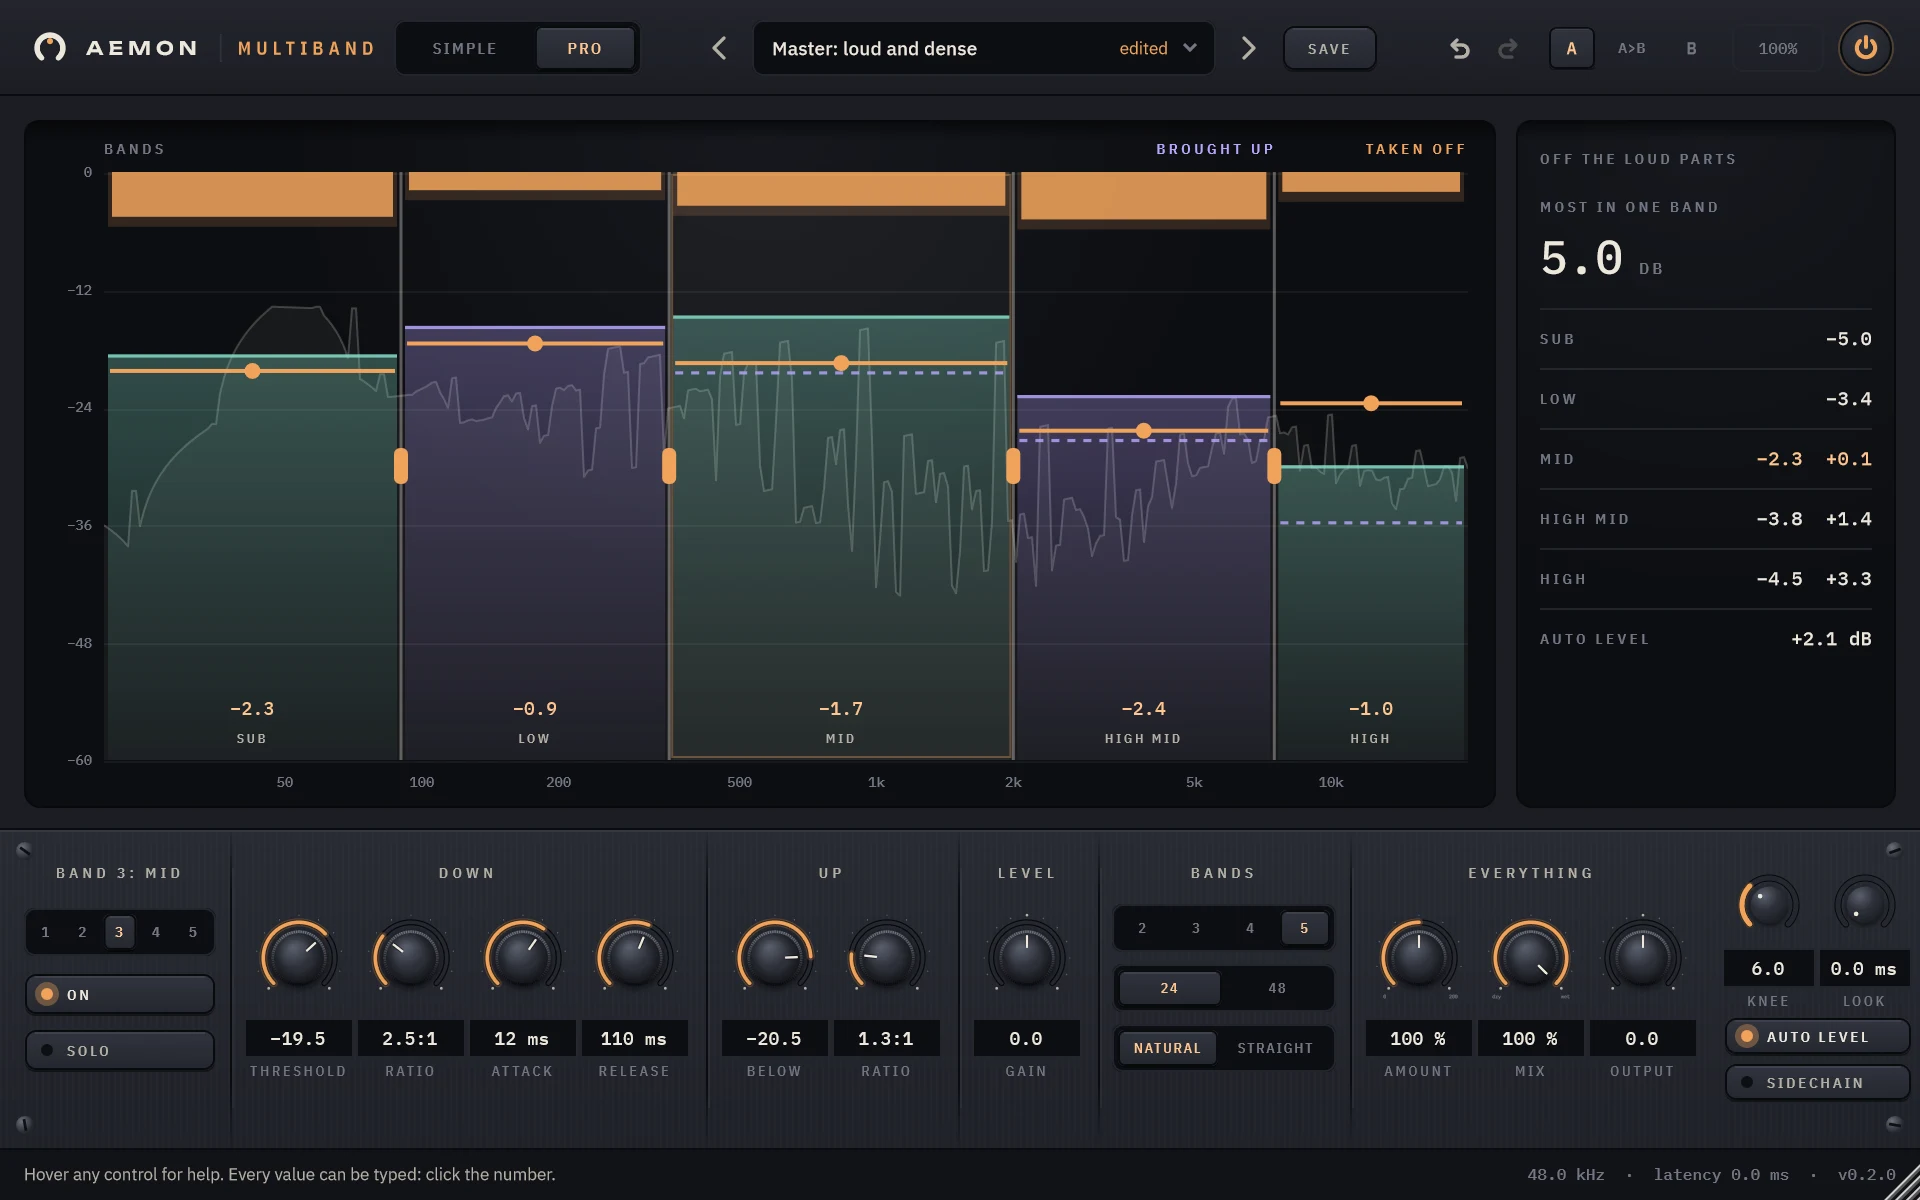 AEMON MULTIBAND SIMPLE PRO Master: loud and dense edited SAVE A A>B B 100%
BANDS BROUGHT UP TAKEN OFF
0
−12
−24
−36
−48
−60
−2.3 −0.9 −1.7 −2.4 −1.0
SUB LOW MID HIGH MID HIGH
50 100 200 500 1k 2k 5k 10k
OFF THE LOUD PARTS
MOST IN ONE BAND
5.0 DB
SUB −5.0
LOW −3.4
MID −2.3 +0.1
HIGH MID −3.8 +1.4
HIGH −4.5 +3.3
AUTO LEVEL +2.1 dB
BAND 3: MID
1 2 3 4 5
ON
SOLO
DOWN
−19.5 2.5:1 12 ms 110 ms
THRESHOLD RATIO ATTACK RELEASE
UP
−20.5 1.3:1
BELOW RATIO
LEVEL
0.0
GAIN
BANDS
2 3 4 5
24 48
NATURAL STRAIGHT
EVERYTHING
100 % 100 % 0.0
AMOUNT MIX OUTPUT
6.0 0.0 ms
KNEE LOOK
AUTO LEVEL
SIDECHAIN
Hover any control for help. Every value can be typed: click the number.
48.0 kHz · latency 0.0 ms · v0.2.0